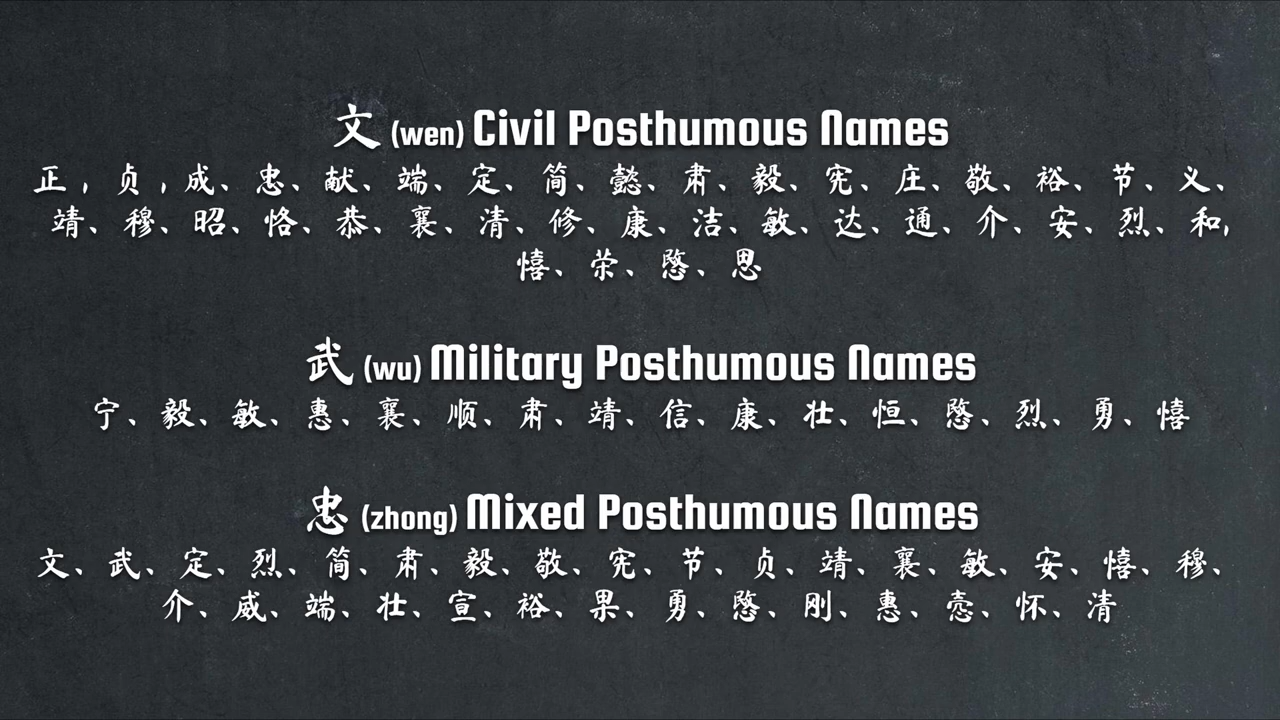 文 (wen) Civil Posthumous Names
正，贞，成、忠、献、端、定、简、懿、肃、毅、宪、庄、敬、裕、节、义、
靖、穆、昭、恪、恭、襄、清、修、康、洁、敏、达、通、介、安、烈、和,
僖、荣、愍、思
武 (wu) Military Posthumous Names
宁、毅、敏、惠、襄、顺、肃、靖、信、康、壮、恒、愍、烈、勇、僖
忠 (zhong) Mixed Posthumous Names
文、武、定、烈、简、肃、毅、敬、宪、节、贞、靖、襄、敏、安、僖、穆、
介、威、端、壮、宣、裕、果、勇、愍、刚、惠、悫、怀、清